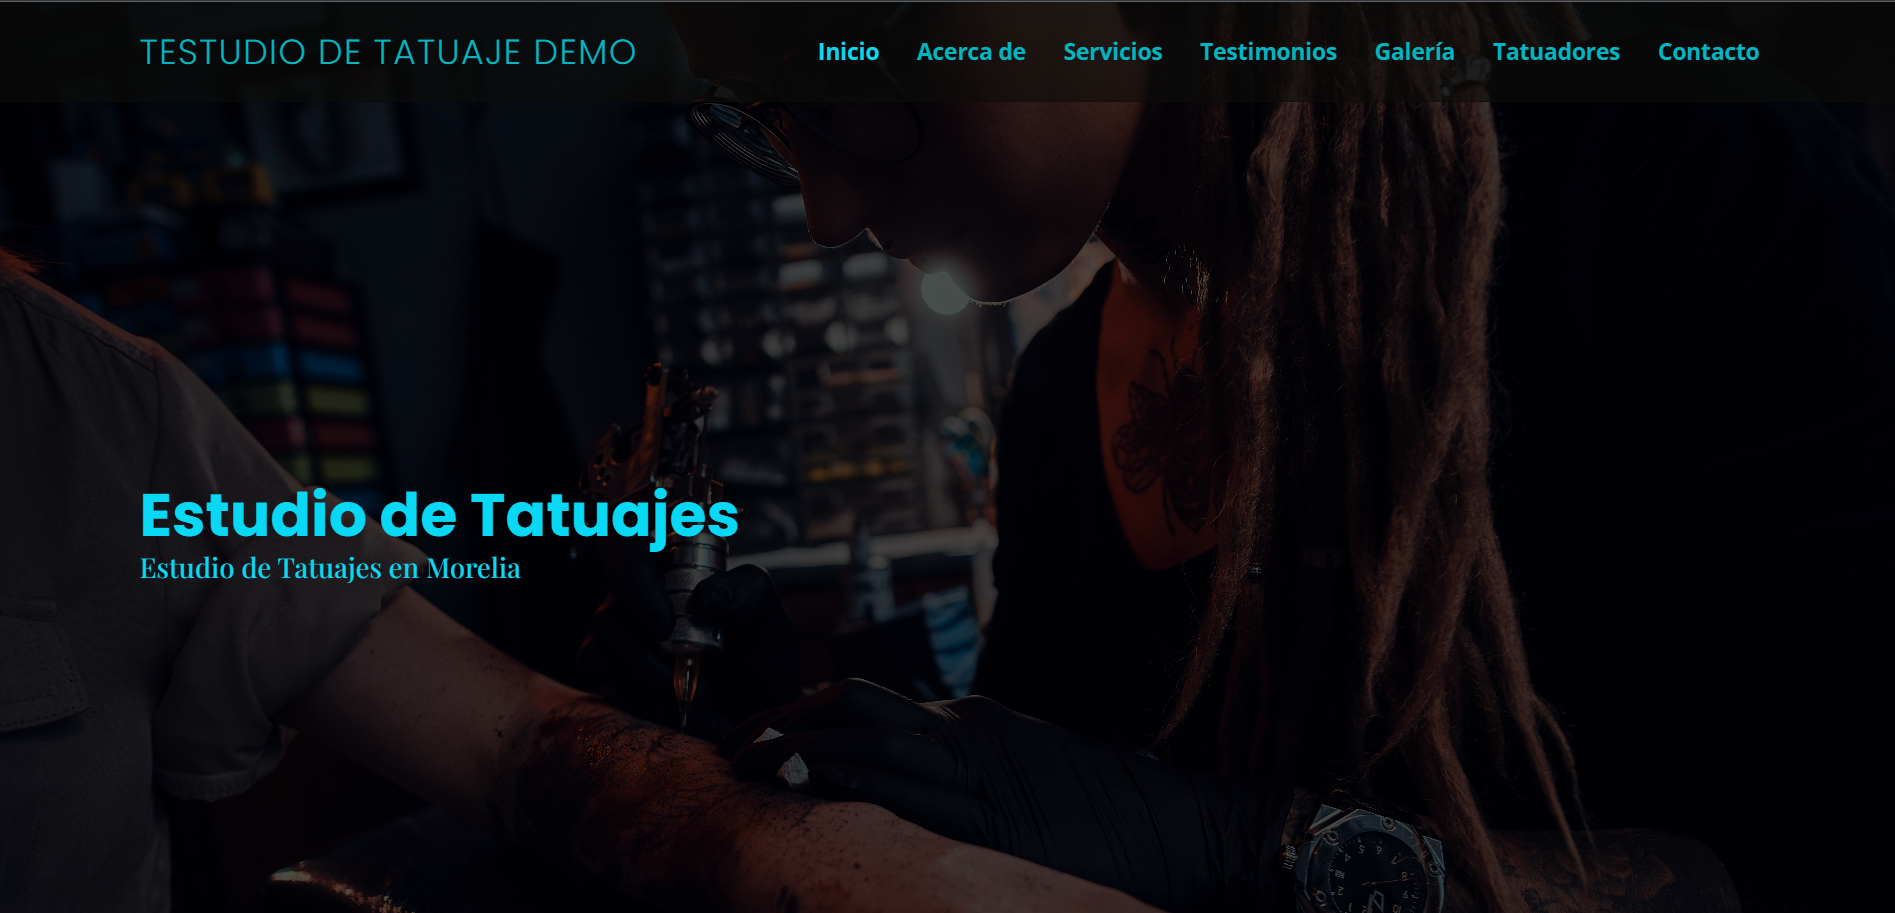 TESTUDIO DE TATUAJE DEMO
Inicio Acerca de Servicios Testimonios Galería Tatuadores Contacto
Estudio de Tatuajes
Estudio de Tatuajes en Morelia